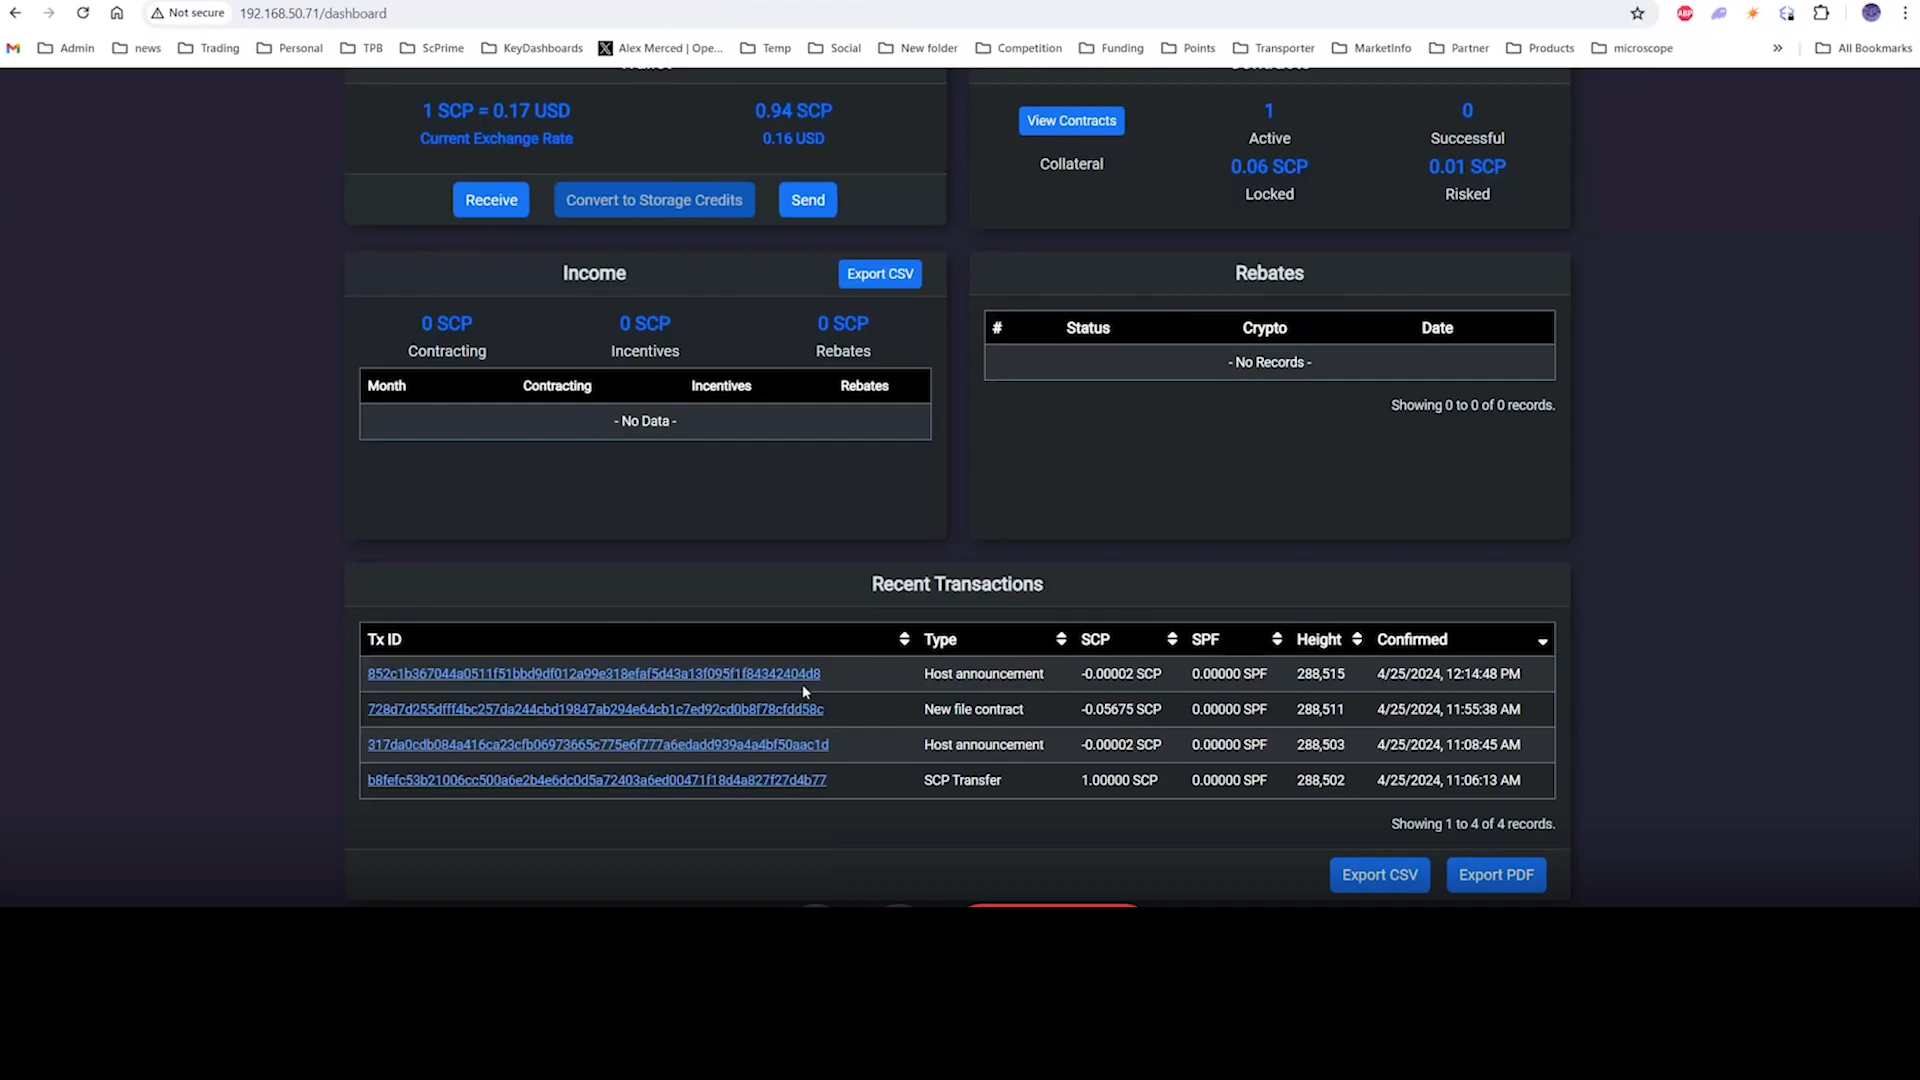 Not secure 192.168.50.71/dashboard ABP
Admin news Trading Personal TPB ScPrime KeyDashboards X Alex Merced | Ope... Temp Social New folder Competition Funding Points Transporter MarketInfo Partner Products microscope » All Bookmarks
1 SCP = 0.17 USD
Current Exchange Rate
0.94 SCP
0.16 USD
Receive Convert to Storage Credits Send
View Contracts
Collateral
1
Active
0.06 SCP
Locked
0
Successful
0.01 SCP
Risked
Income Export CSV
0 SCP 0 SCP 0 SCP
Contracting Incentives Rebates
Month Contracting Incentives Rebates
- No Data -
Rebates
# Status Crypto Date
- No Records -
Showing 0 to 0 of 0 records.
Recent Transactions
Tx ID Type SCP SPF Height Confirmed
852c1b367044a0511f51bbd9df012a99e318efaf5d43a13f095f1f84342404d8 Host announcement -0.00002 SCP 0.00000 SPF 288,515 4/25/2024, 12:14:48 PM
728d7d255dfff4bc257da244cbd19847ab294e64cb1c7ed92cd0b8f78cfdd58c New file contract -0.05675 SCP 0.00000 SPF 288,511 4/25/2024, 11:55:38 AM
317da0cdb084a416ca23cfb06973665c775e6f777a6edadd939a4a4bf50aac1d Host announcement -0.00002 SCP 0.00000 SPF 288,503 4/25/2024, 11:08:45 AM
b8fefc53b21006cc500a6e2b4e6dc0d5a72403a6ed00471f18d4a827f27d4b77 SCP Transfer 1.00000 SCP 0.00000 SPF 288,502 4/25/2024, 11:06:13 AM
Showing 1 to 4 of 4 records.
Export CSV Export PDF